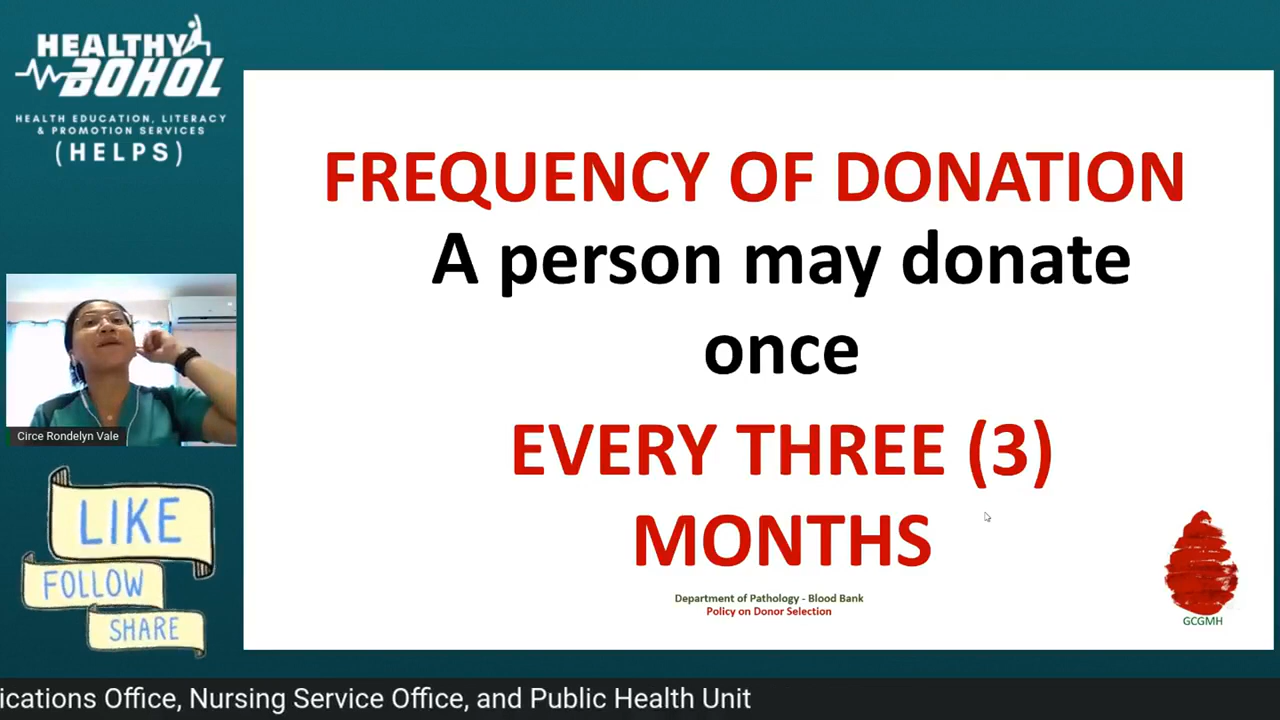 HEALTHY
BOHOL
HEALTH EDUCATION, LITERACY
& PROMOTION SERVICES
(HELPS)
FREQUENCY OF DONATION
A person may donate
once
EVERY THREE (3)
MONTHS
Department of Pathology - Blood Bank
Policy on Donor Selection
GCGMH
Circe Rondelyn Vale
LIKE
FOLLOW
SHARE
ications Office, Nursing Service Office, and Public Health Unit